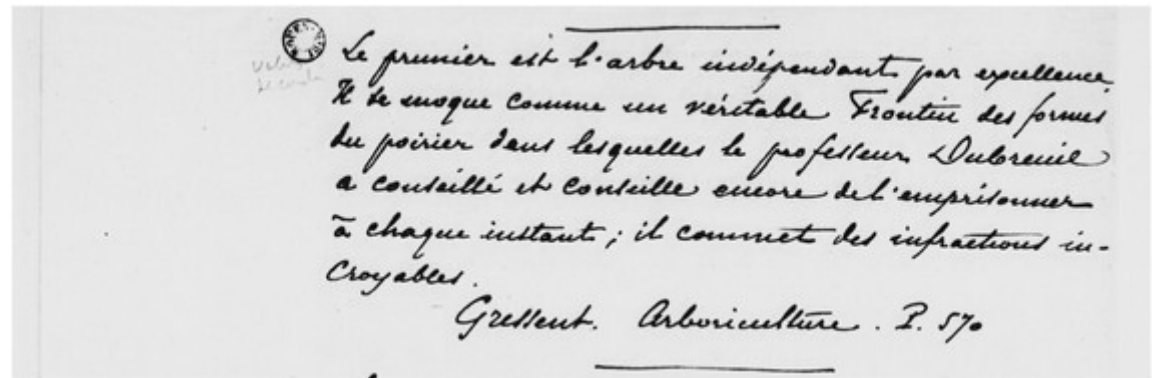 Le prunier est l'arbre indépendant par excellence.
Il se moque comme un véritable Frontin des formes
du poirier dans lesquelles le professeur Dubreuil
a conseillé et conseille encore de l'emprisonner
à chaque instant ; il commet des infractions in-
croyables.
Gressent. Arboriculture. P. 570